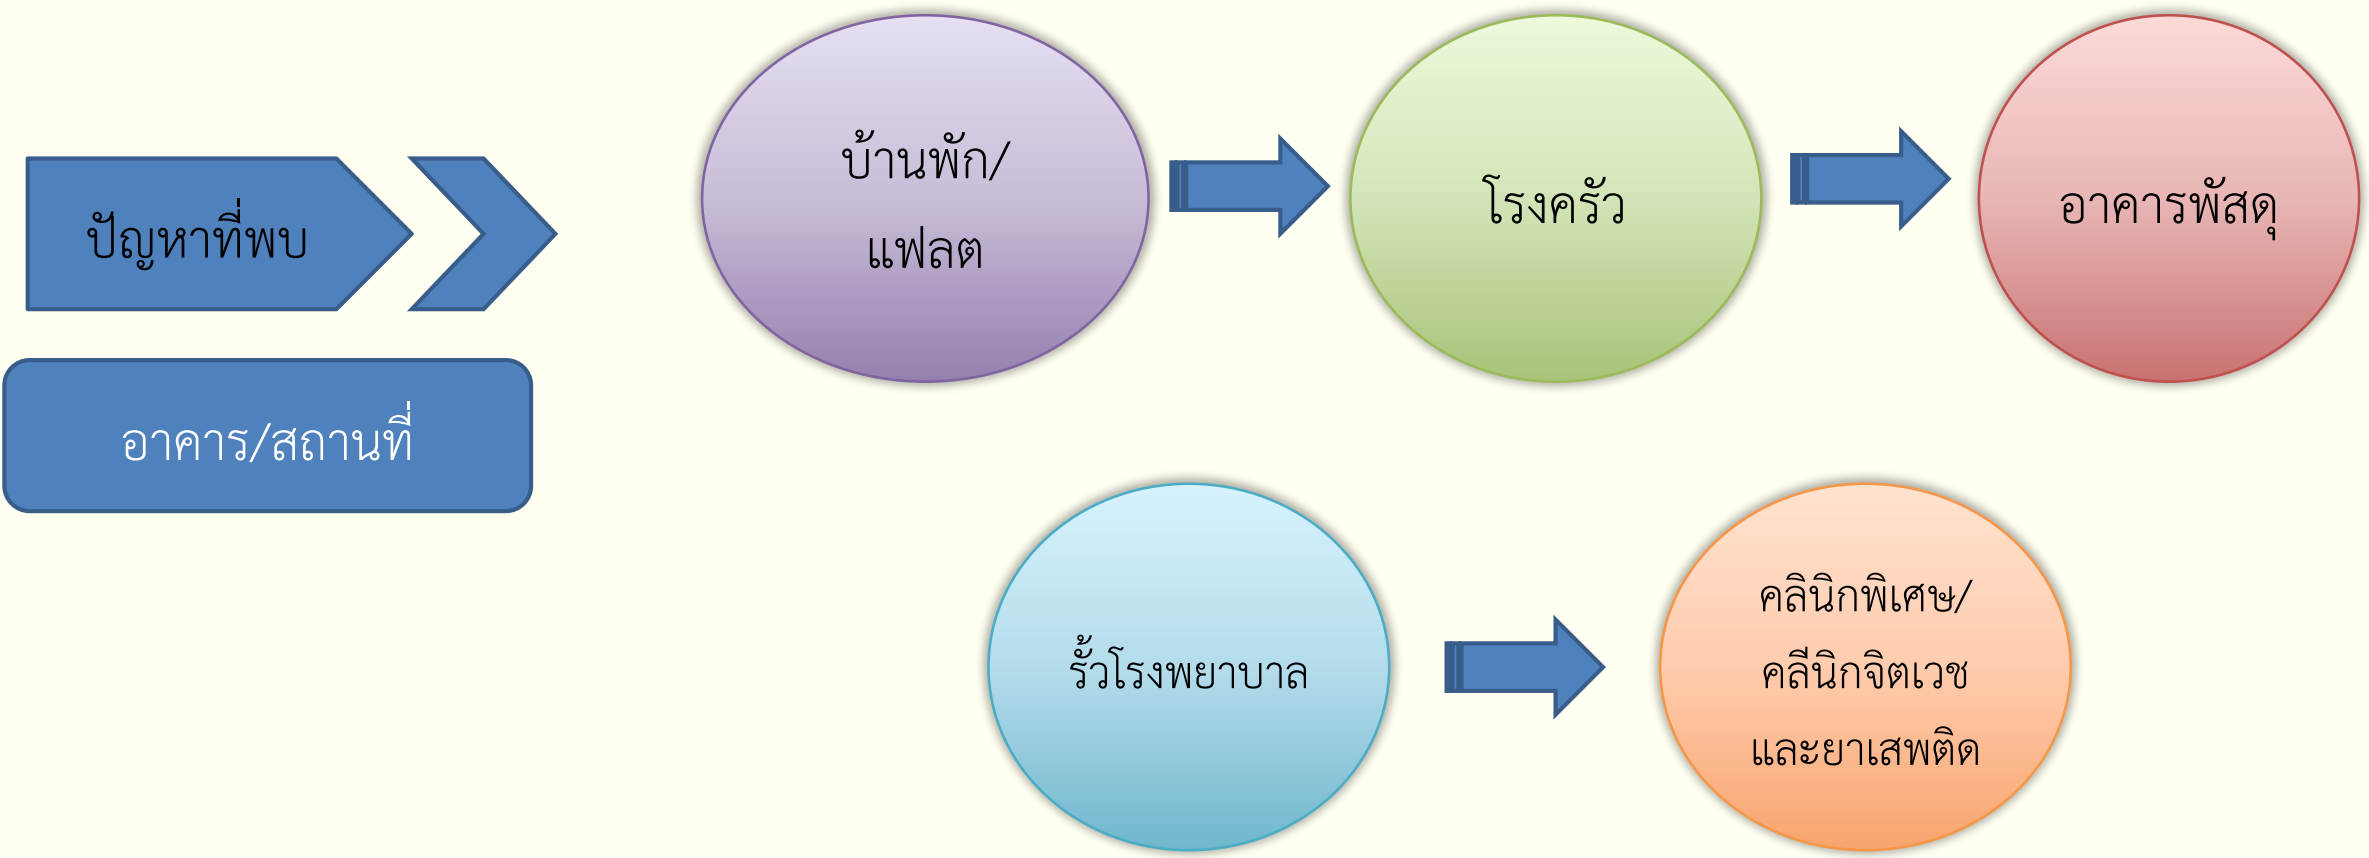 ปัญหาที่พบ
อาคาร/สถานที่
บ้านพัก/
แฟลต
โรงครัว
อาคารพัสดุ
รั้วโรงพยาบาล
คลินิกพิเศษ/
คลีนิกจิตเวช
และยาเสพติด